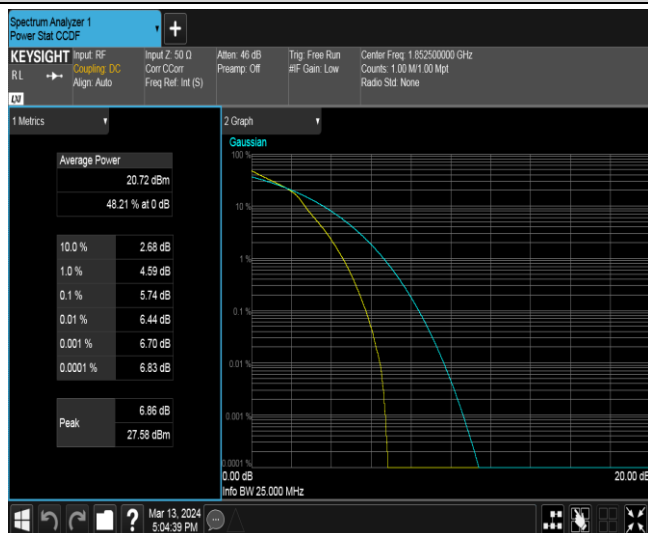 Spectrum Analyzer 1
Power Stat CCDF
KEYSIGHT
RL
Input: RF
Coupling: DC
Align: Auto
Input Z: 50 Ω
Corr CCorr
Freq Ref: Int (S)
Atten: 46 dB
Preamp: Off
Trig: Free Run
#IF Gain: Low
Center Freq: 1.852500000 GHz
Counts: 1.00 M/1.00 Mpt
Radio Std: None
LXI
1 Metrics
Average Power
20.72 dBm
48.21 % at 0 dB
10.0 % 2.68 dB
1.0 % 4.59 dB
0.1 % 5.74 dB
0.01 % 6.44 dB
0.001 % 6.70 dB
0.0001 % 6.83 dB
Peak
6.86 dB
27.58 dBm
2 Graph
Gaussian
100 %
10 %
1 %
0.1 %
0.01 %
0.001 %
0.0001 %
0.00 dB 20.00 dB
Info BW 25.000 MHz
?
Mar 13, 2024
5:04:39 PM